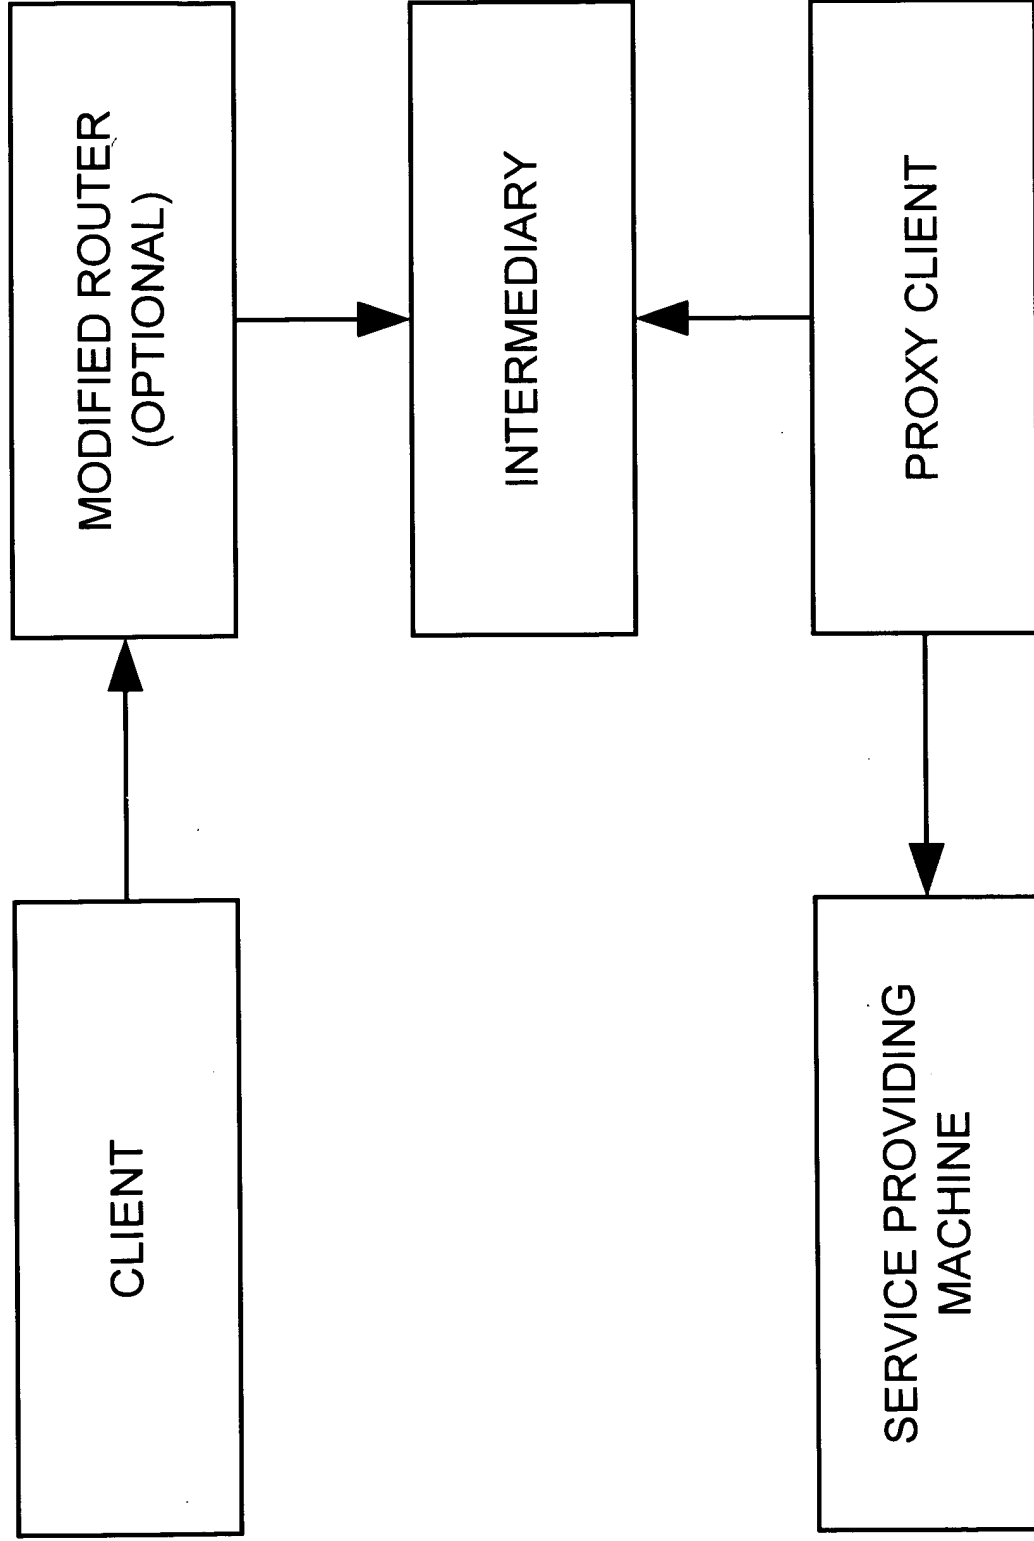 CLIENT
MODIFIED ROUTER
(OPTIONAL)
INTERMEDIARY
SERVICE PROVIDING
MACHINE
PROXY CLIENT